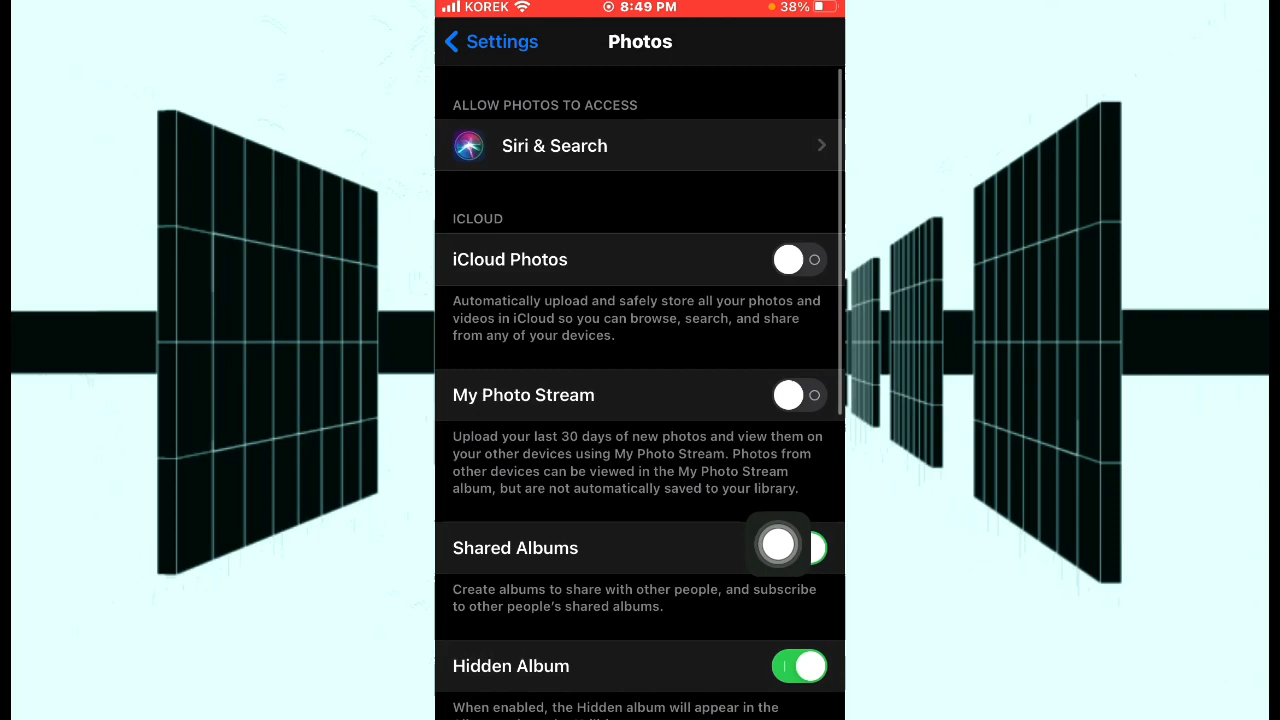 KOREK 8:49 PM 38%
Settings Photos
ALLOW PHOTOS TO ACCESS
Siri & Search
ICLOUD
iCloud Photos
Automatically upload and safely store all your photos and
videos in iCloud so you can browse, search, and share
from any of your devices.
My Photo Stream
Upload your last 30 days of new photos and view them on
your other devices using My Photo Stream. Photos from
other devices can be viewed in the My Photo Stream
album, but are not automatically saved to your library.
Shared Albums
Create albums to share with other people, and subscribe
to other people's shared albums.
Hidden Album
When enabled, the Hidden album will appear in the